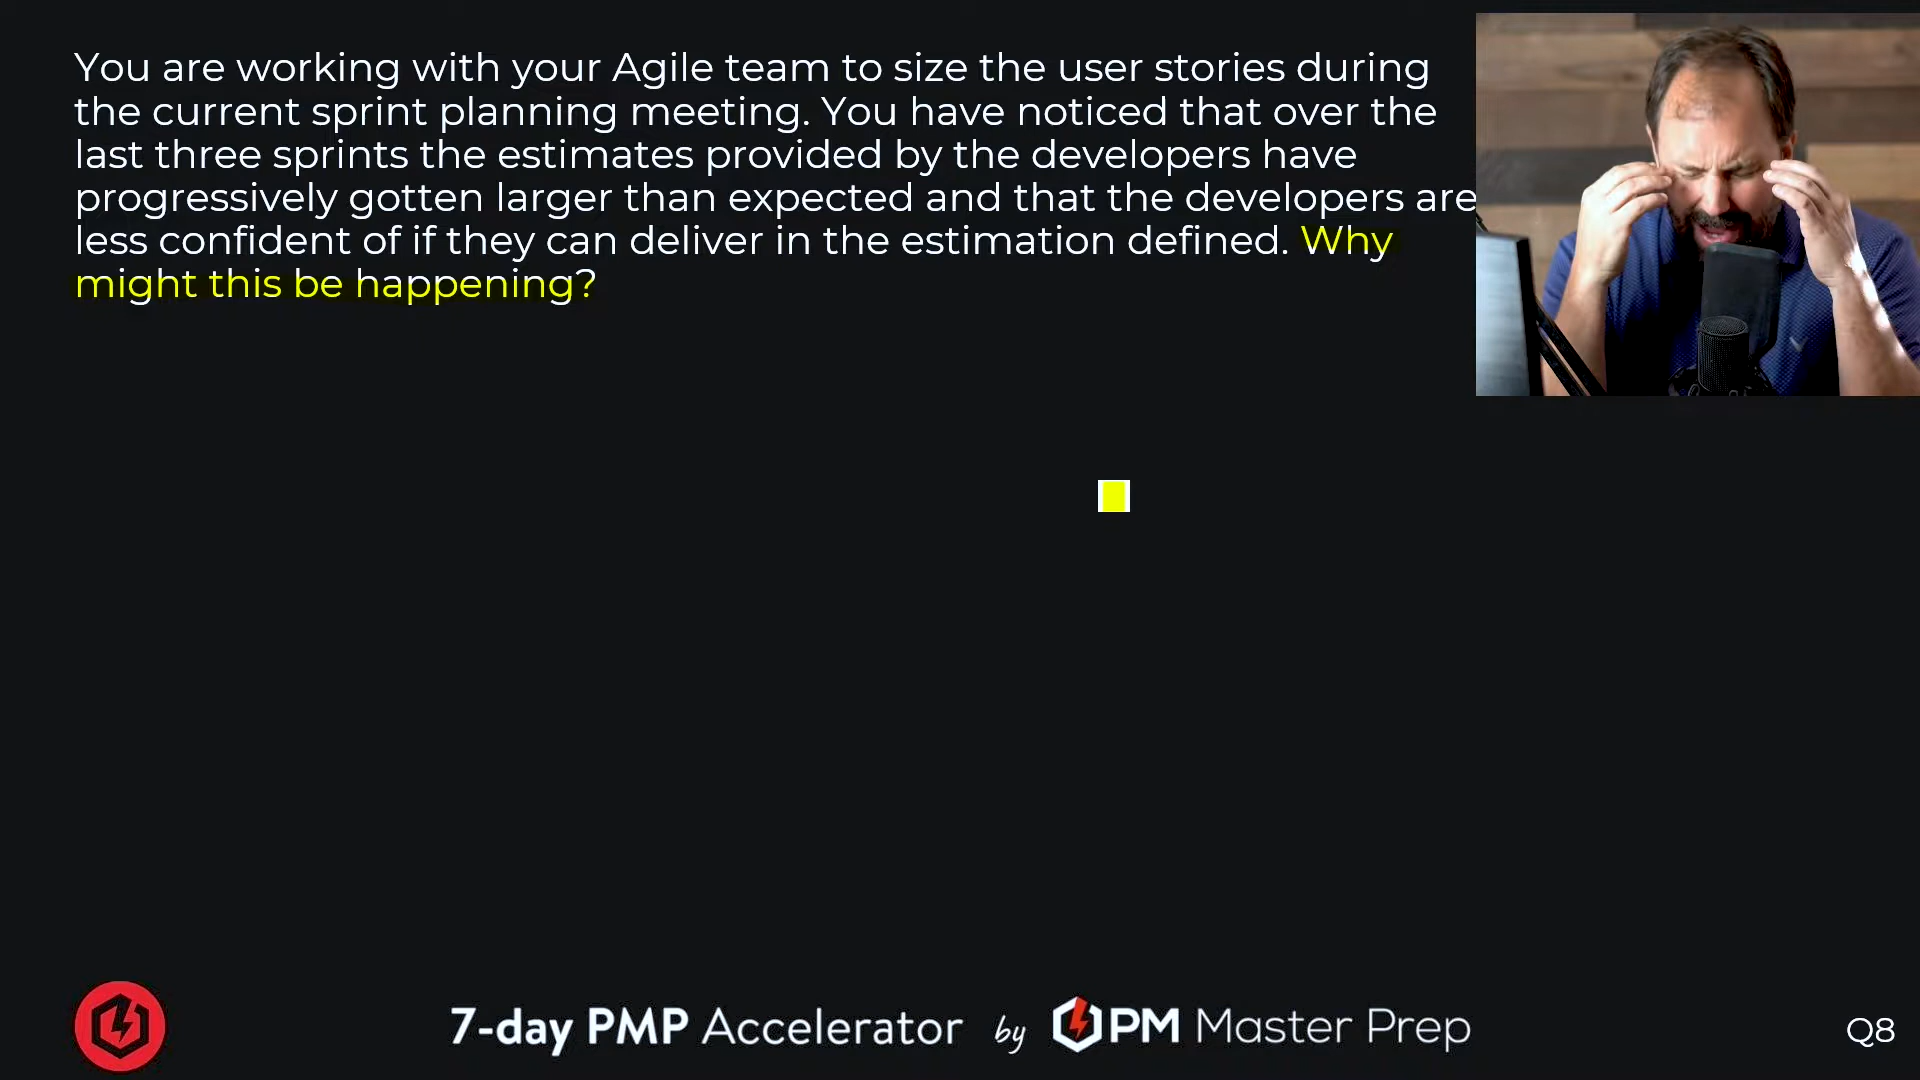 You are working with your Agile team to size the user stories during
the current sprint planning meeting. You have noticed that over the
last three sprints the estimates provided by the developers have
progressively gotten larger than expected and that the developers are
less confident of if they can deliver in the estimation defined. Why
might this be happening?
7-day PMP Accelerator by PM Master Prep
Q8